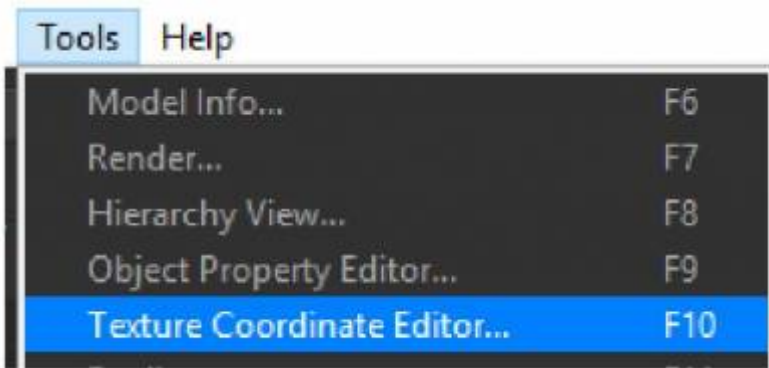 Tools Help
Model Info... F6
Render... F7
Hierarchy View... F8
Object Property Editor... F9
Texture Coordinate Editor... F10